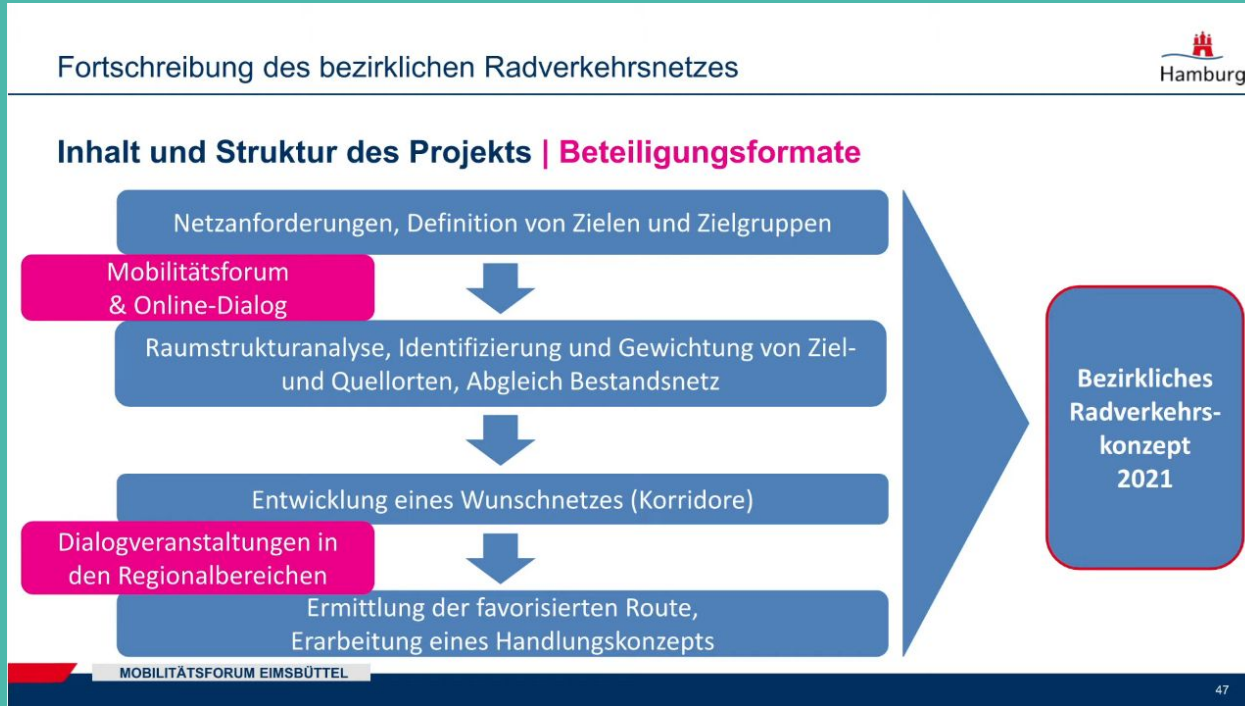 Fortschreibung des bezirklichen Radverkehrsnetzes
Hamburg
Inhalt und Struktur des Projekts | Beteiligungsformate
Netzanforderungen, Definition von Zielen und Zielgruppen
Mobilitätsforum
& Online-Dialog
Raumstrukturanalyse, Identifizierung und Gewichtung von Ziel-
und Quellorten, Abgleich Bestandsnetz
Entwicklung eines Wunschnetzes (Korridore)
Dialogveranstaltungen in
den Regionalbereichen
Ermittlung der favorisierten Route,
Erarbeitung eines Handlungskonzepts
Bezirkliches
Radverkehrs-
konzept
2021
MOBILITÄTSFORUM EIMSBÜTTEL
47